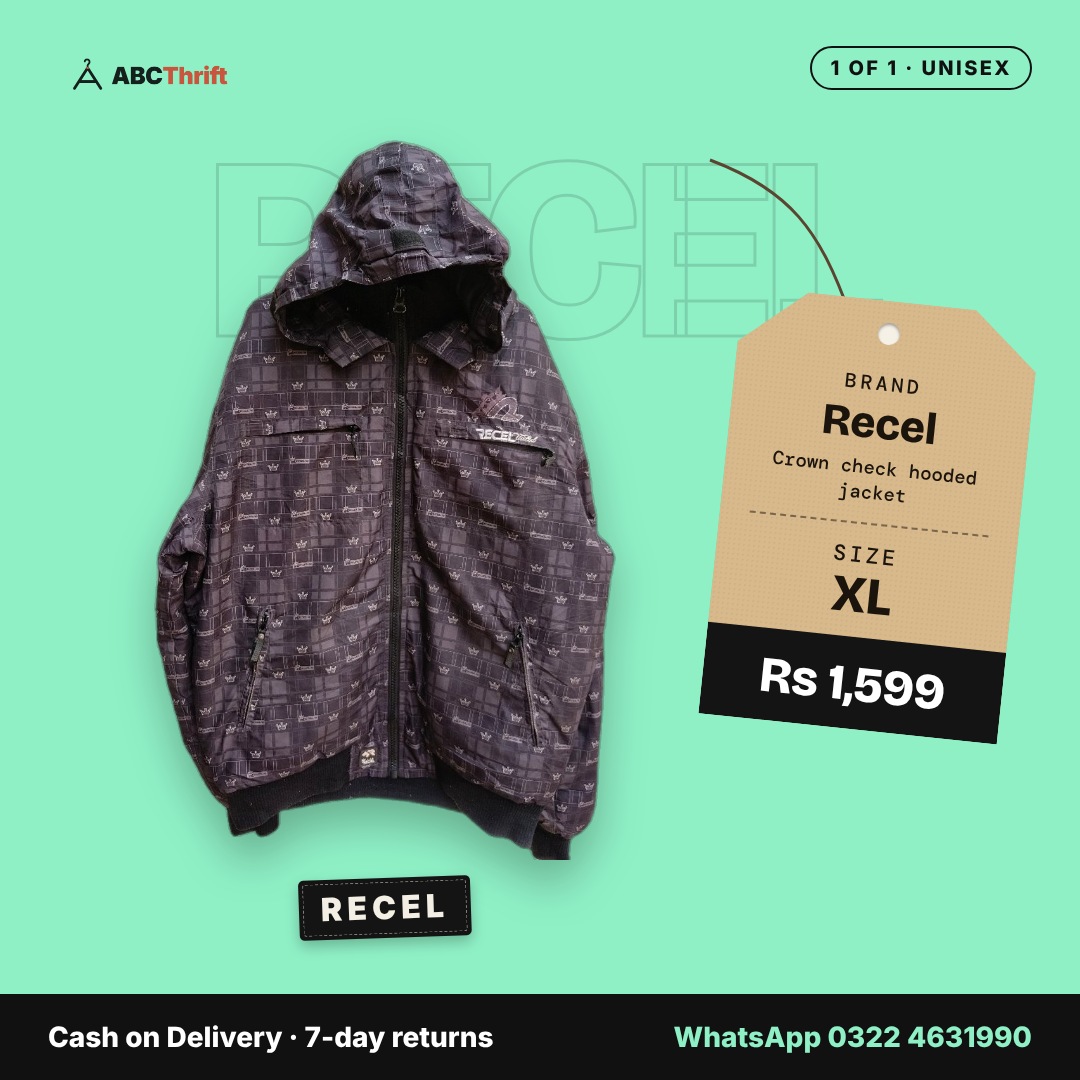 ABCThrift
1 OF 1 · UNISEX
RECEL
BRAND
Recel
Crown check hooded
jacket
SIZE
XL
Rs 1,599
RECEL
RECEL
Cash on Delivery · 7-day returns
WhatsApp 0322 4631990